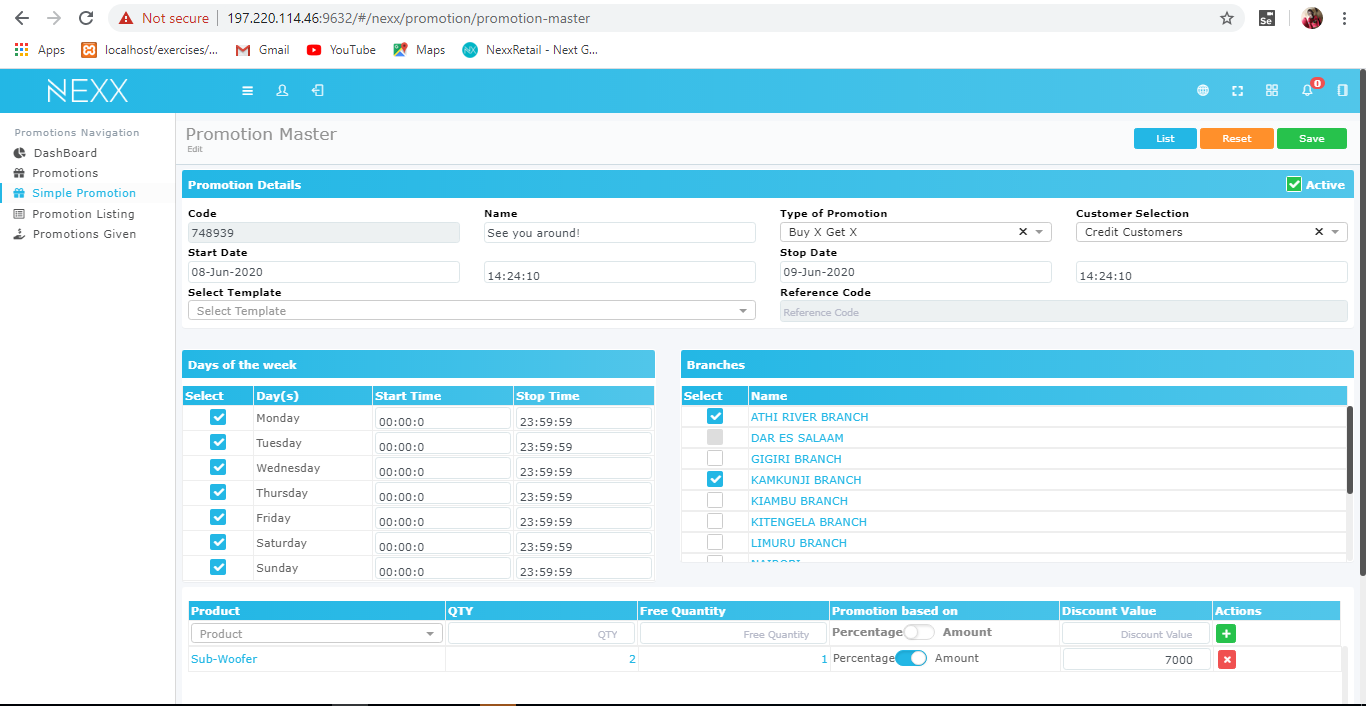 Not secure 197.220.114.46:9632/#/nexx/promotion/promotion-master Se
Apps localhost/exercises/... Gmail YouTube Maps NexxRetail - Next G...
NEXX 0
Promotions Navigation
DashBoard
Promotions
Simple Promotion
Promotion Listing
Promotions Given
Promotion Master
Edit
List Reset Save
Promotion Details Active
Code Name Type of Promotion Customer Selection
748939 See you around! Buy X Get X × Credit Customers ×
Start Date Stop Date
08-Jun-2020 14:24:10 09-Jun-2020 14:24:10
Select Template Reference Code
Select Template Reference Code
Days of the week
Select Day(s) Start Time Stop Time
Monday 00:00:0 23:59:59
Tuesday 00:00:0 23:59:59
Wednesday 00:00:0 23:59:59
Thursday 00:00:0 23:59:59
Friday 00:00:0 23:59:59
Saturday 00:00:0 23:59:59
Sunday 00:00:0 23:59:59
Branches
Select Name
ATHI RIVER BRANCH
DAR ES SALAAM
GIGIRI BRANCH
KAMKUNJI BRANCH
KIAMBU BRANCH
KITENGELA BRANCH
LIMURU BRANCH
Product QTY Free Quantity Promotion based on Discount Value Actions
Product QTY Free Quantity Percentage Amount Discount Value
Sub-Woofer 2 1 Percentage Amount 7000